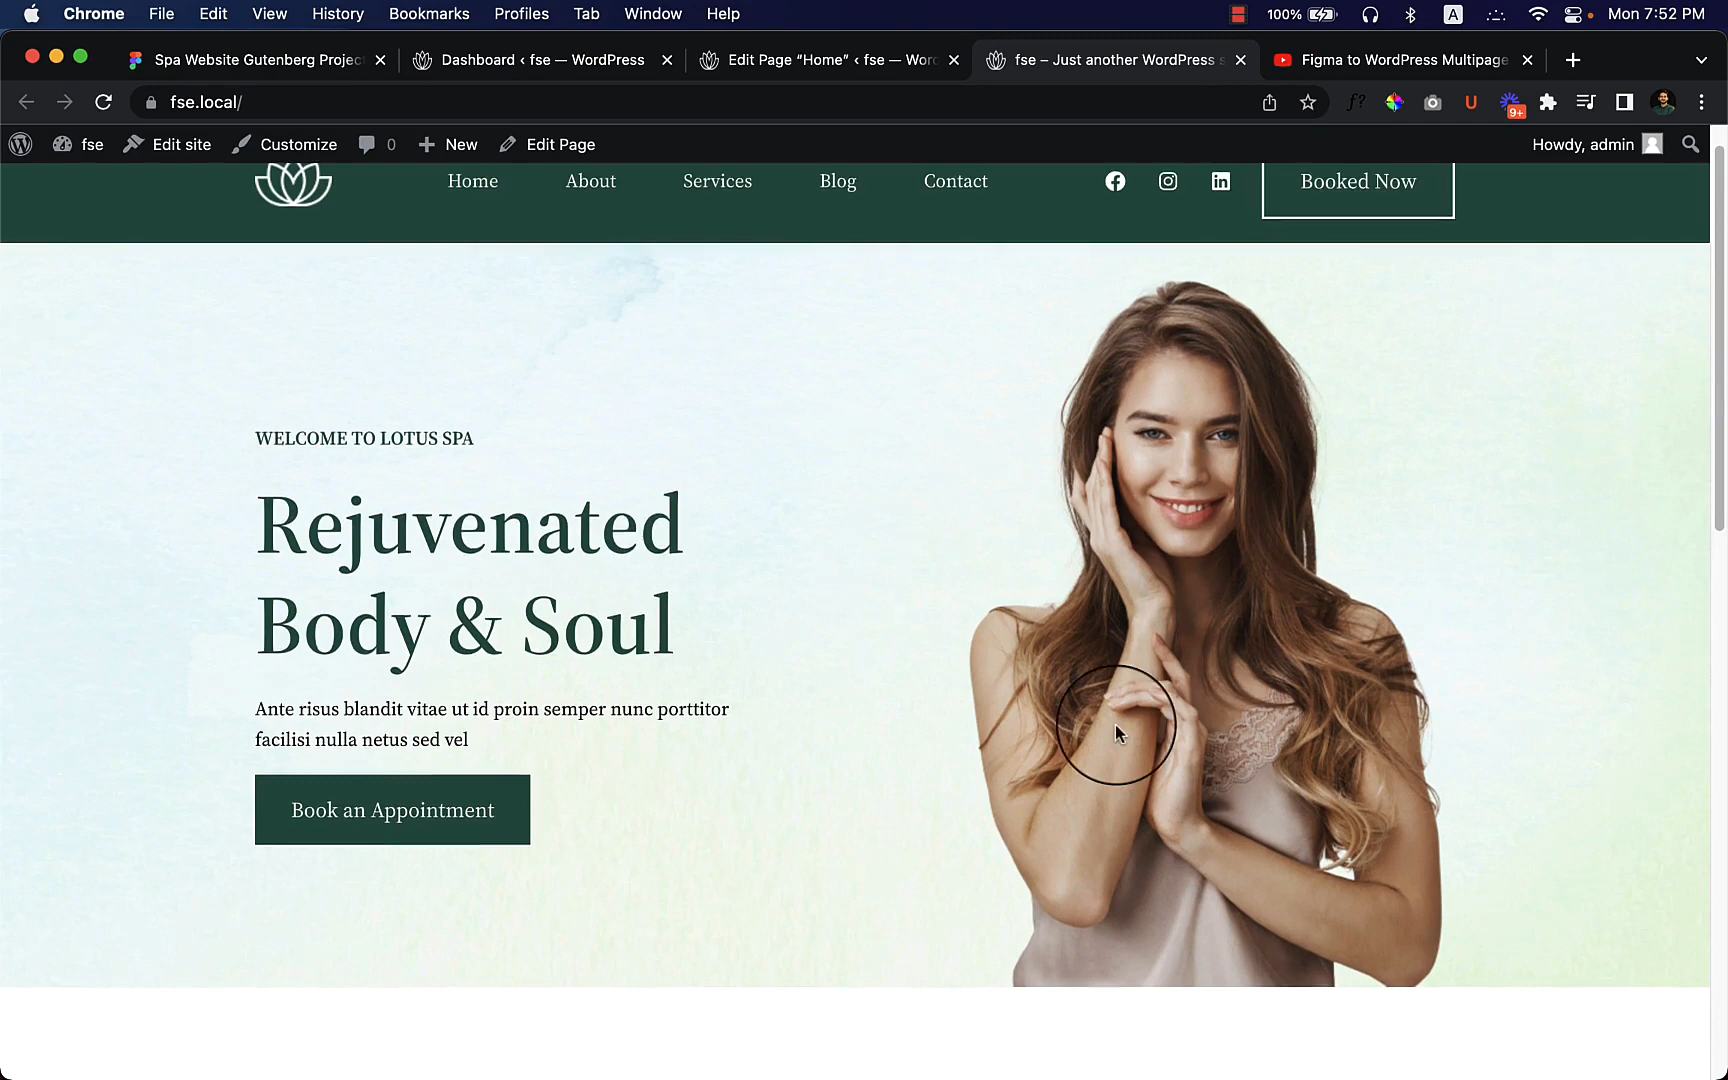 Chrome File Edit View History Bookmarks Profiles Tab Window Help 100% A Mon 7:52 PM
Spa Website Gutenberg Projec Dashboard ‹ fse — WordPress Edit Page “Home” ‹ fse — Worc fse – Just another WordPress s Figma to WordPress Multipage
fse.local/ f? U 9+
fse Edit site Customize 0 New Edit Page Howdy, admin
Home About Services Blog Contact Booked Now
WELCOME TO LOTUS SPA
Rejuvenated
Body & Soul
Ante risus blandit vitae ut id proin semper nunc porttitor
facilisi nulla netus sed vel
Book an Appointment